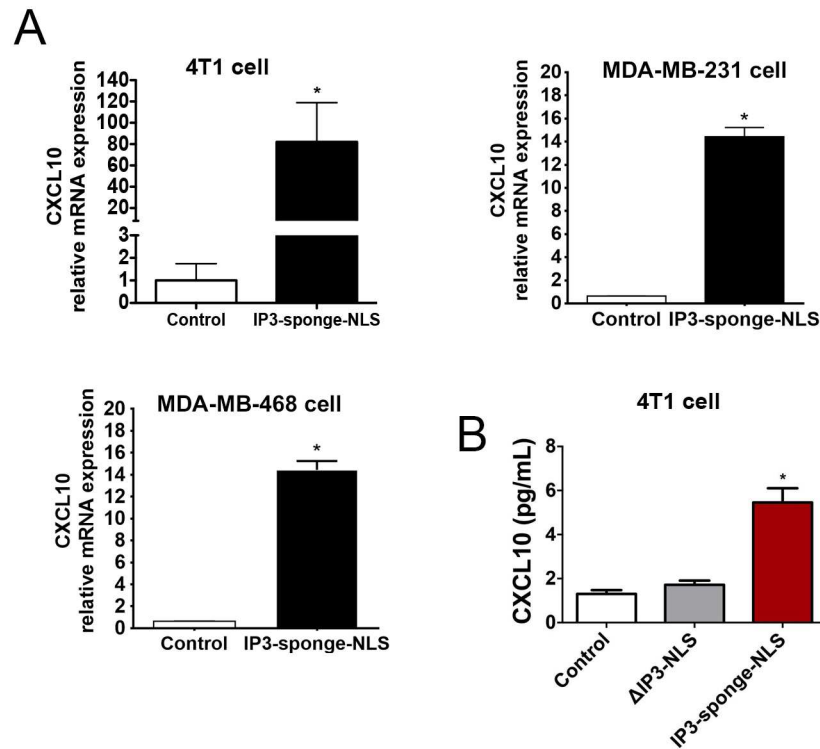 A
4T1 cell
CXCL10
relative mRNA expression
140
120
100
80
60
40
20
3
2
1
0
*
Control
IP3-sponge-NLS
MDA-MB-231 cell
CXCL10
relative mRNA expression
20
18
16
14
12
10
8
6
4
2
0
*
Control IP3-sponge-NLS
MDA-MB-468 cell
CXCL10
relative mRNA expression
20
18
16
14
12
10
8
6
4
2
0
*
Control
IP3-sponge-NLS
B
4T1 cell
CXCL10 (pg/mL)
8
6
4
2
0
*
Control
ΔIP3-NLS
IP3-sponge-NLS